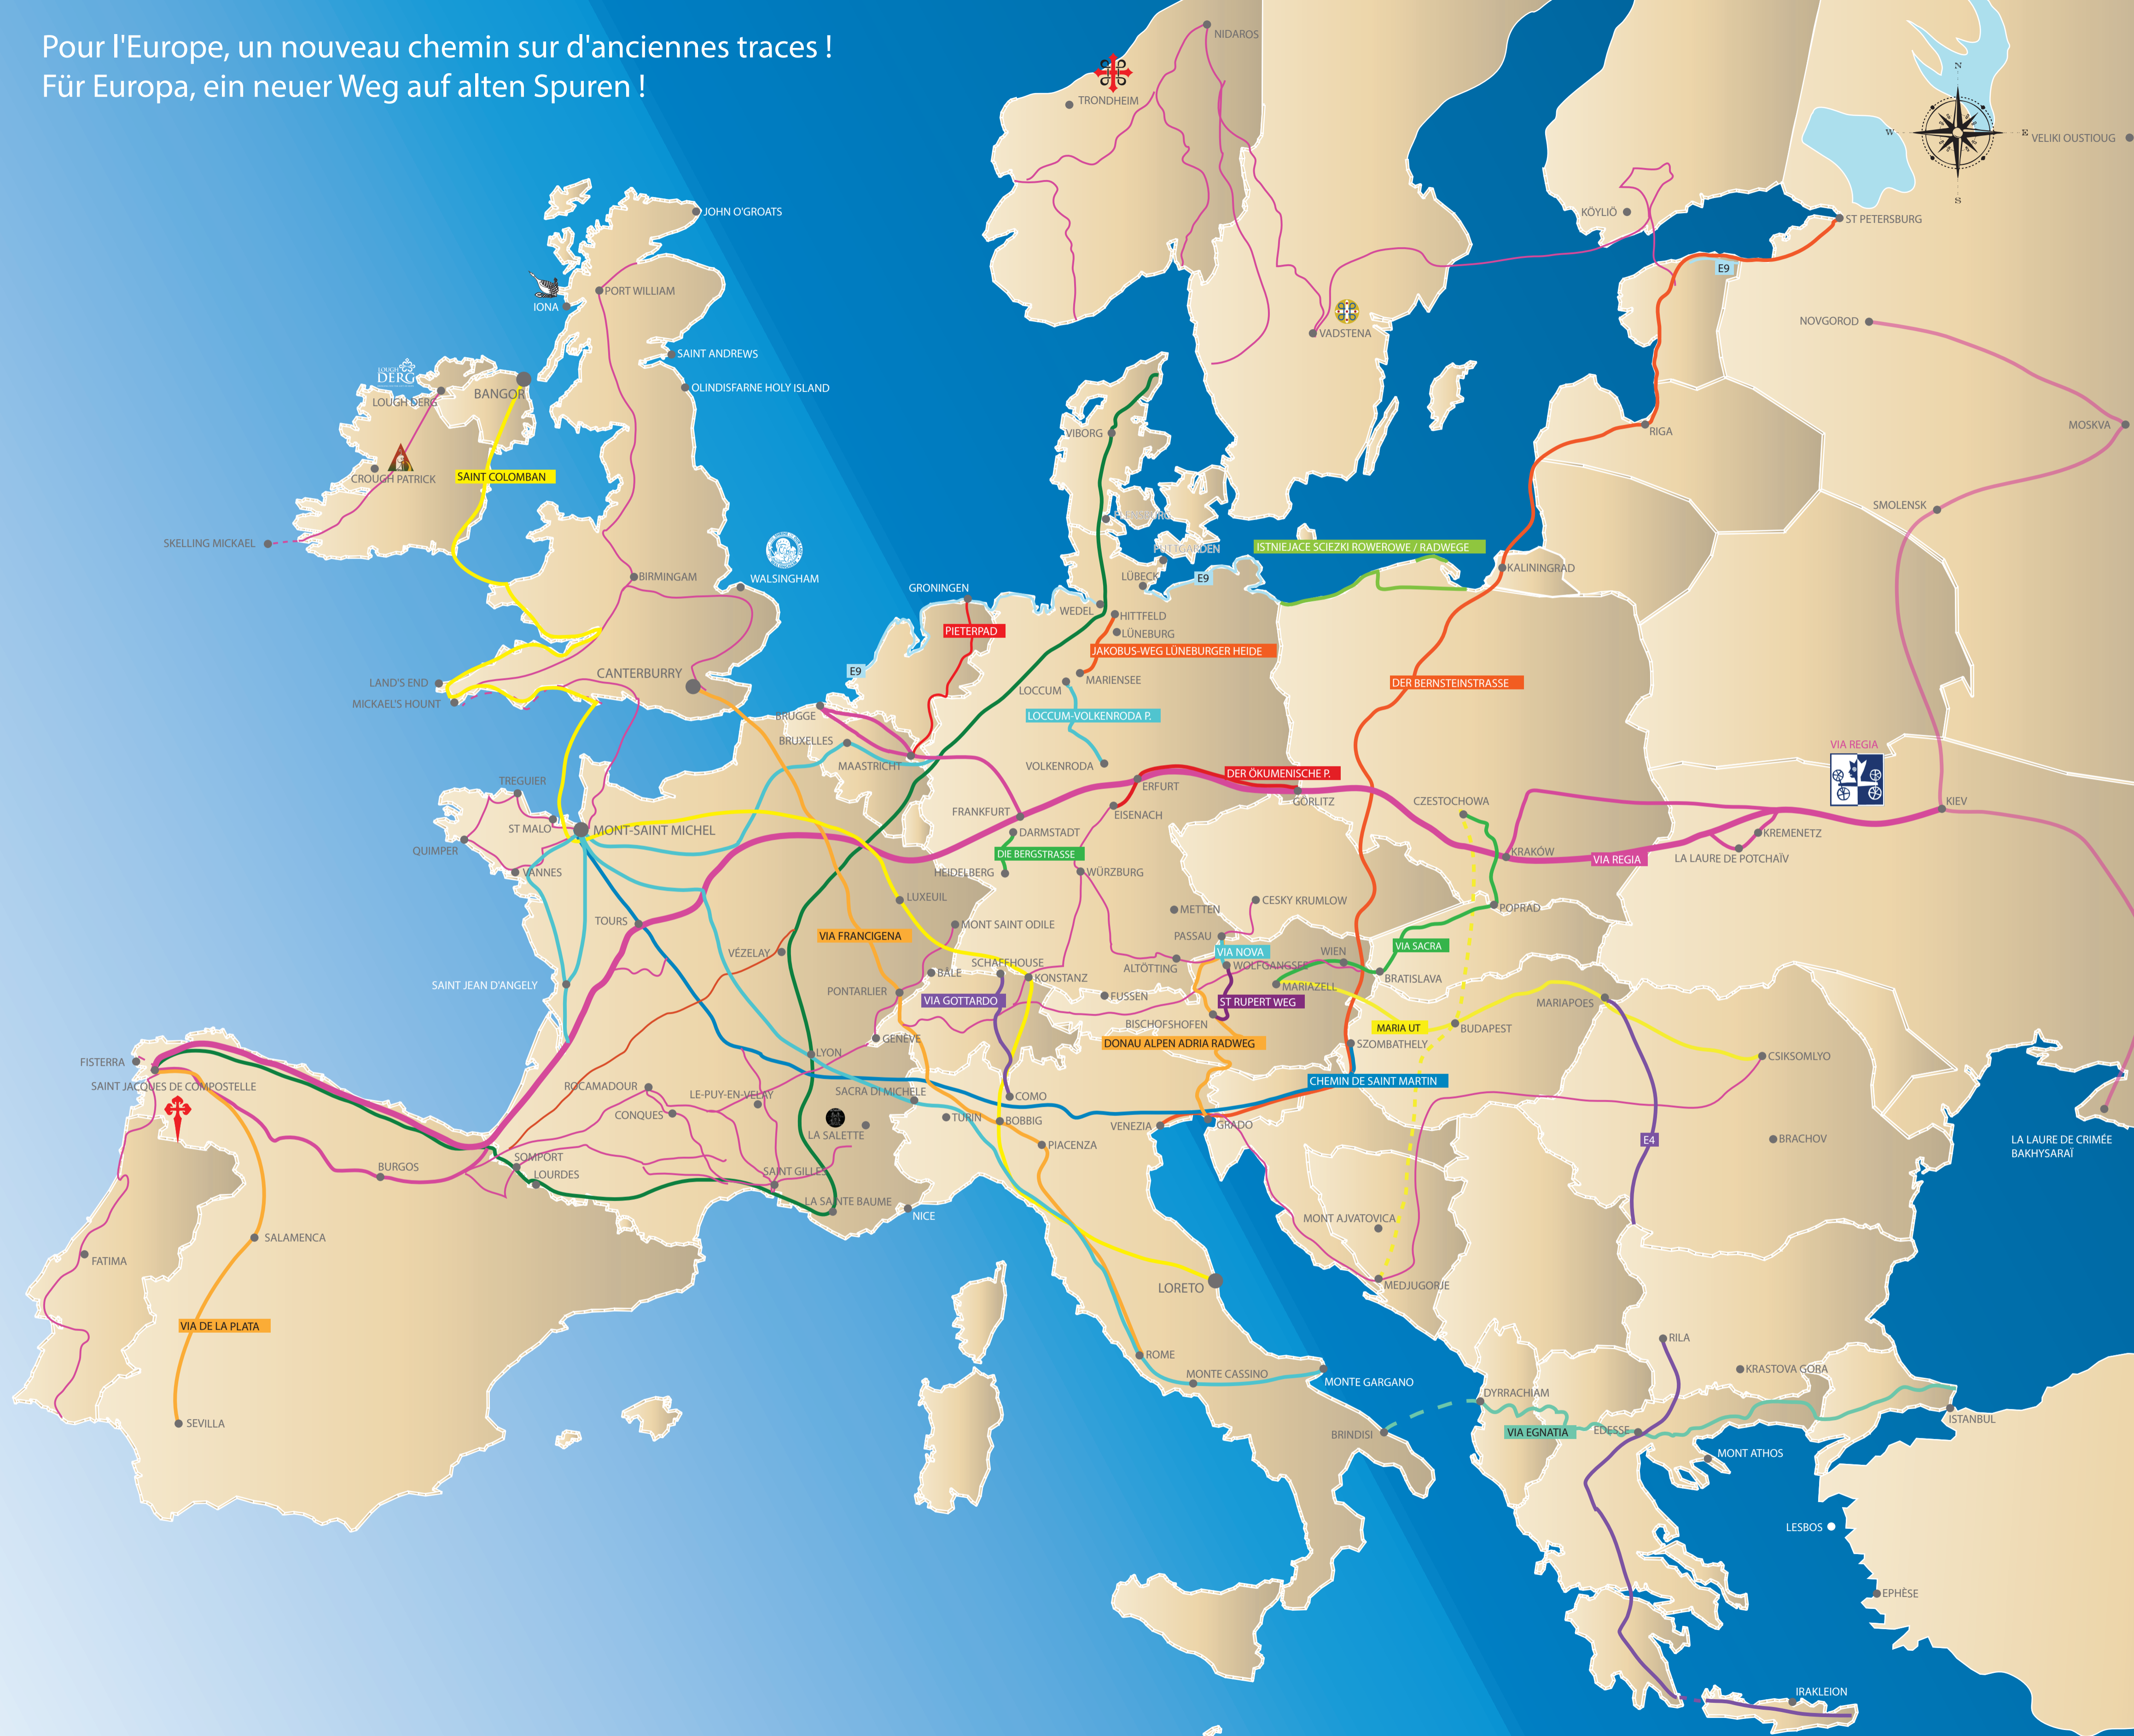 Pour l'Europe, un nouveau chemin sur d'anciennes traces !
Für Europa, ein neuer Weg auf alten Spuren !
NIDAROS
TRONDHEIM
N
W
E
S
VELIKI OUSTIOUG
JOHN O'GROATS
KÖYLIÖ
ST PETERSBURG
E9
PORT WILLIAM
IONA
NOVGOROD
VADSTENA
SAINT ANDREWS
LOUGH
DERG
OLINDISFARNE HOLY ISLAND
BANGOR
LOUGH DERG
VIBORG
RIGA
MOSKVA
CROUGH PATRICK
SAINT COLOMBAN
SMOLENSK
SKELLING MICKAEL
PUTTGARDEN
ISTNIEJACE SCIEZKI ROWEROWE / RADWEGE
KALININGRAD
BIRMINGAM
WALSINGHAM
LÜBECK
E9
GRONINGEN
WEDEL
HITTFELD
PIETERPAD
LÜNEBURG
JAKOBUS-WEG LÜNEBURGER HEIDE
E9
CANTERBURRY
LAND'S END
MARIENSEE
DER BERNSTEINSTRASSE
LOCCUM
MICKAEL'S HOUNT
BRUGGE
LOCCUM-VOLKENRODA P.
BRUXELLES
VIA REGIA
MAASTRICHT
VOLKENRODA
DER ÖKUMENISCHE P.
TREGUIER
ERFURT
GÖRLITZ
CZESTOCHOWA
KIEV
FRANKFURT
EISENACH
ST MALO
MONT-SAINT MICHEL
DARMSTADT
KREMENETZ
QUIMPER
DIE BERGSTRASSE
KRAKÓW
VIA REGIA
LA LAURE DE POTCHAÏV
VANNES
HEIDELBERG
WÜRZBURG
LUXEUIL
CESKY KRUMLOW
METTEN
POPRAD
TOURS
MONT SAINT ODILE
VIA FRANCIGENA
PASSAU
VIA SACRA
VÉZELAY
VIA NOVA
WIEN
SCHAFFHOUSE
ALTÖTTING
WOLFGANGSEE
BÂLE
KONSTANZ
BRATISLAVA
SAINT JEAN D'ANGELY
MARIAZELL
PONTARLIER
VIA GOTTARDO
FUSSEN
ST RUPERT WEG
MARIAPOES
BISCHOFSHOFEN
MARIA UT
BUDAPEST
GENÈVE
DONAU ALPEN ADRIA RADWEG
SZOMBATHELY
LYON
CSIKSOMLYO
FISTERRA
CHEMIN DE SAINT MARTIN
SAINT JACQUES DE COMPOSTELLE
ROCAMADOUR
LE-PUY-EN-VELAY
SACRA DI MICHELE
COMO
CONQUES
TURIN
BOBBIG
VENEZIA
GRADO
LA SALETTE
E4
BRACHOV
LA LAURE DE CRIMÉE
BAKHYSARAÏ
PIACENZA
SOMPORT
BURGOS
LOURDES
SAINT GILLES
LA SAINTE BAUME
NICE
MONT AJVATOVICA
SALAMENCA
FATIMA
LORETO
MEDJUGORJE
VIA DE LA PLATA
RILA
ROME
KRASTOVA GORA
MONTE CASSINO
MONTE GARGANO
DYRRACHIAM
SEVILLA
ISTANBUL
BRINDISI
VIA EGNATIA
EDESSE
MONT ATHOS
LESBOS
EPHÈSE
IRAKLEION